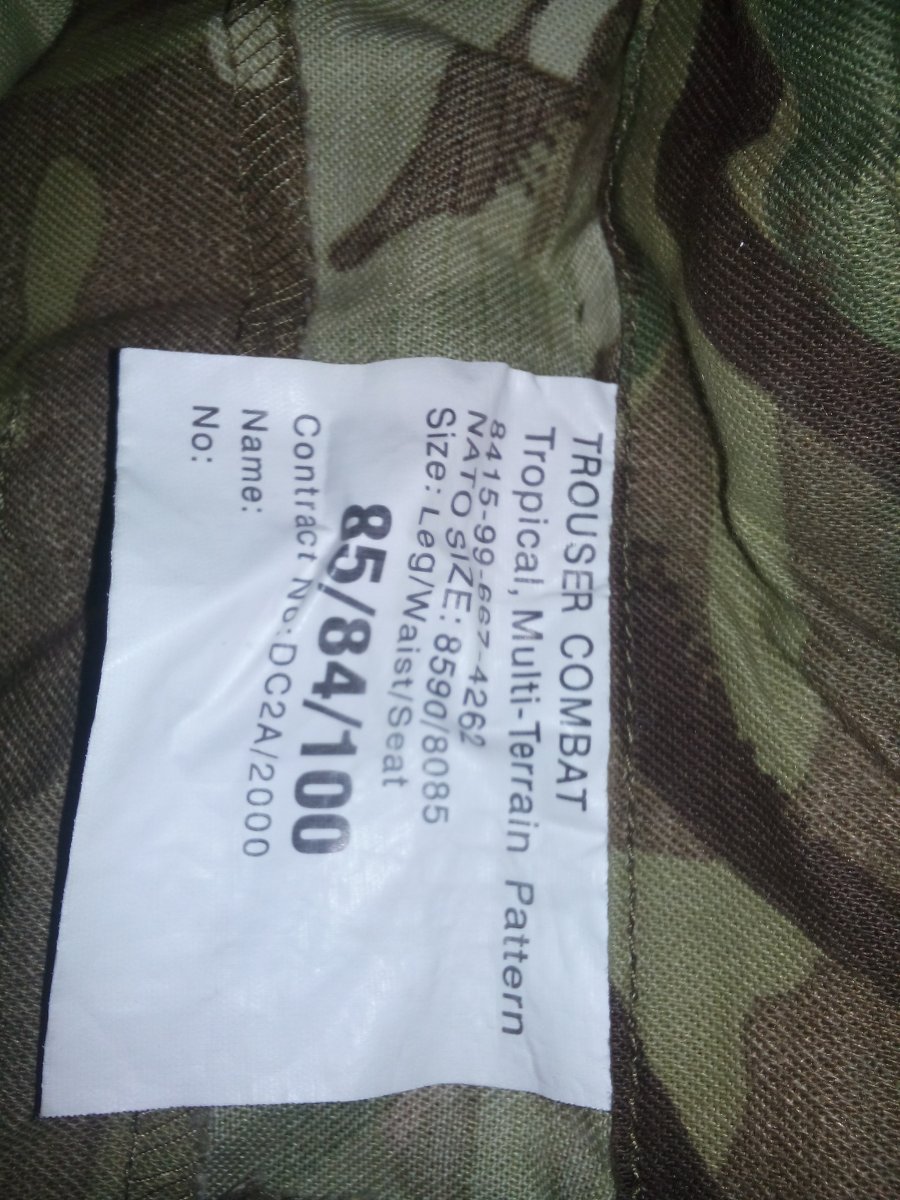 TROUSER COMBAT
Tropical, Multi-Terrain Pattern
8415-99-667-4262
NATO SIZE: 8590/8085
Size: Leg/Waist/Seat
85/84/100
Contract No:DC2A/2000
Name:
No: